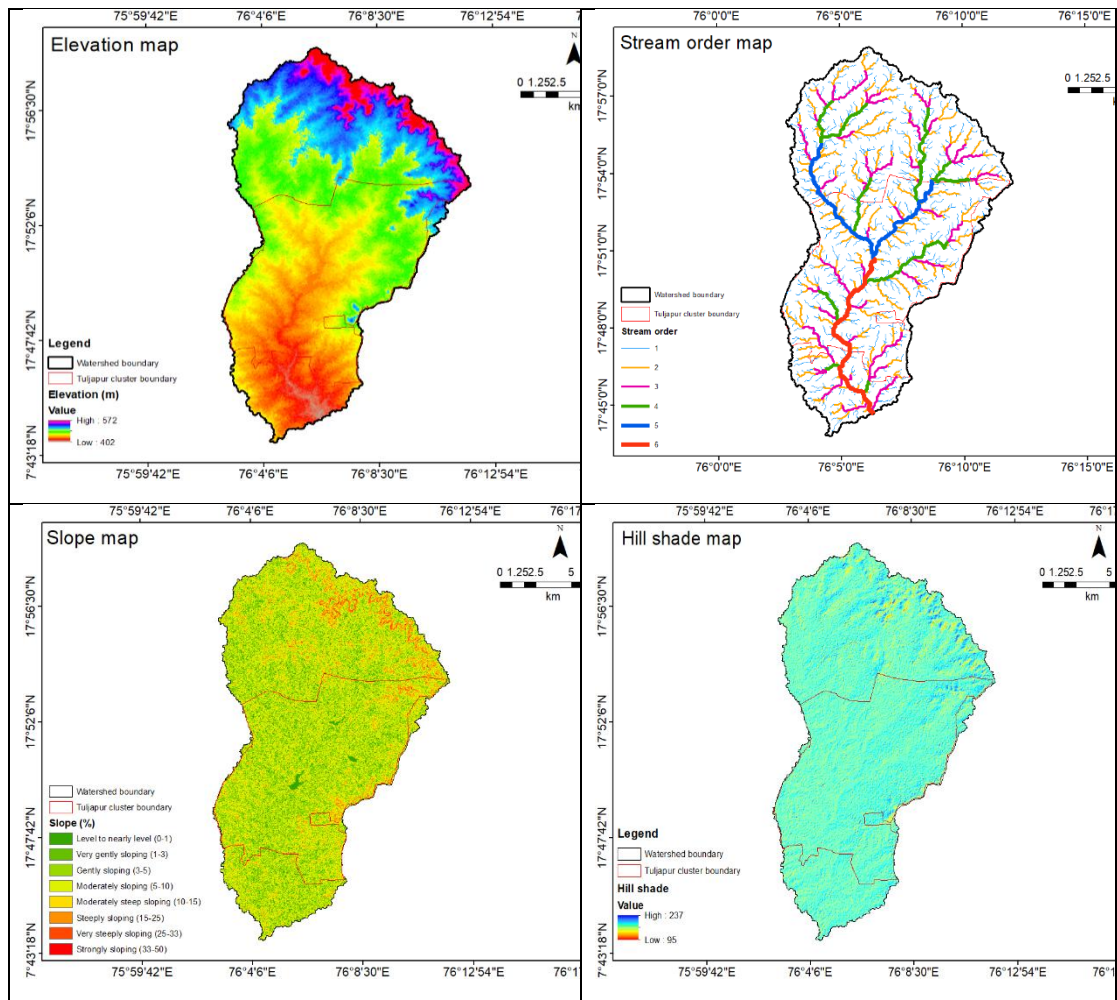 75°59'42"E 76°4'6"E 76°8'30"E 76°12'54"E
Elevation map
N
0 1.252.5
km
17°56'30"N
17°52'6"N
17°47'42"N
7°43'18"N
Legend
Watershed boundary
Tuljapur cluster boundary
Elevation (m)
Value
High : 572
Low : 402
75°59'42"E 76°4'6"E 76°8'30"E 76°12'54"E
76°0'0"E 76°5'0"E 76°10'0"E 76°15'0"E
Stream order map
N
0 1.252.5
17°57'0"N
17°54'0"N
17°51'0"N
17°48'0"N
17°45'0"N
Watershed boundary
Tuljapur cluster boundary
Stream order
1
2
3
4
5
6
76°0'0"E 76°5'0"E 76°10'0"E 76°15'0"E
75°59'42"E 76°4'6"E 76°8'30"E 76°12'54"E 76°17
Slope map
N
0 1.252.5 5
km
17°56'30"N
17°52'6"N
17°47'42"N
7°43'18"N
Watershed boundary
Tuljapur cluster boundary
Slope (%)
Level to nearly level (0-1)
Very gently sloping (1-3)
Gently sloping (3-5)
Moderately sloping (5-10)
Moderately steep sloping (10-15)
Steeply sloping (15-25)
Very steeply sloping (25-33)
Strongly sloping (33-50)
75°59'42"E 76°4'6"E 76°8'30"E 76°12'54"E 76°1
75°59'42"E 76°4'6"E 76°8'30"E 76°12'54"E 76°1
Hill shade map
N
0 1.252.5 5
km
17°56'30"N
17°52'6"N
17°47'42"N
7°43'18"N
Legend
Watershed boundary
Tuljapur cluster boundary
Hill shade
Value
High : 237
Low : 95
75°59'42"E 76°4'6"E 76°8'30"E 76°12'54"E 76°1